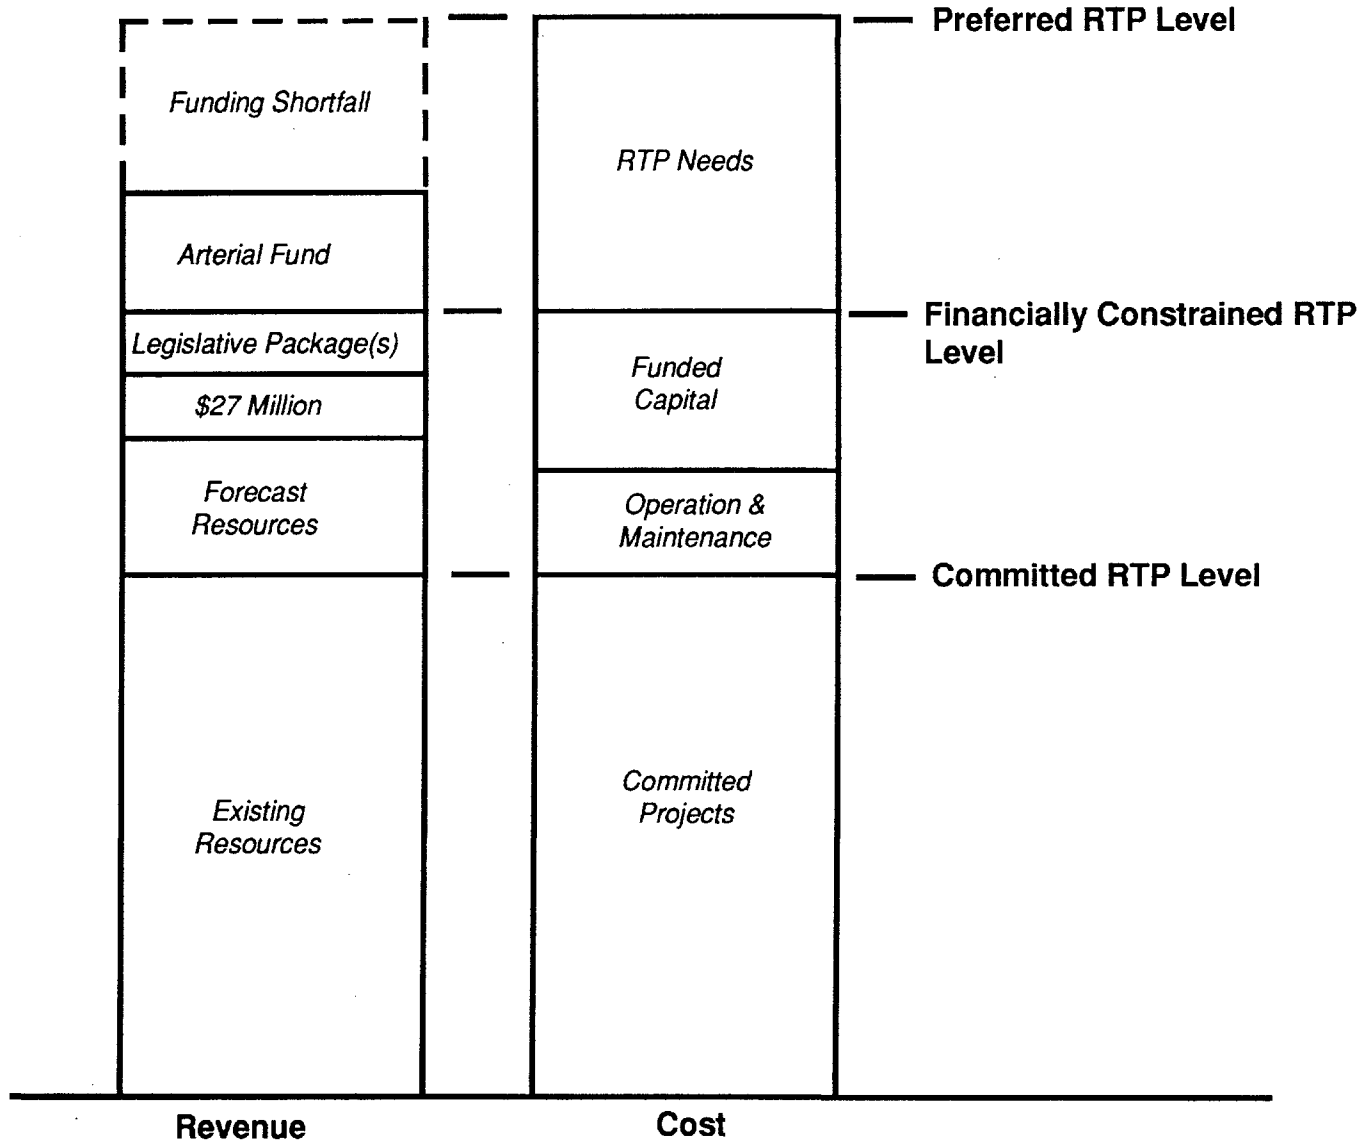 Preferred RTP Level
Funding Shortfall
RTP Needs
Arterial Fund
Financially Constrained RTP
Level
Legislative Package(s)
Funded
Capital
$27 Million
Forecast
Resources
Operation &
Maintenance
Committed RTP Level
Committed
Projects
Existing
Resources
Revenue
Cost